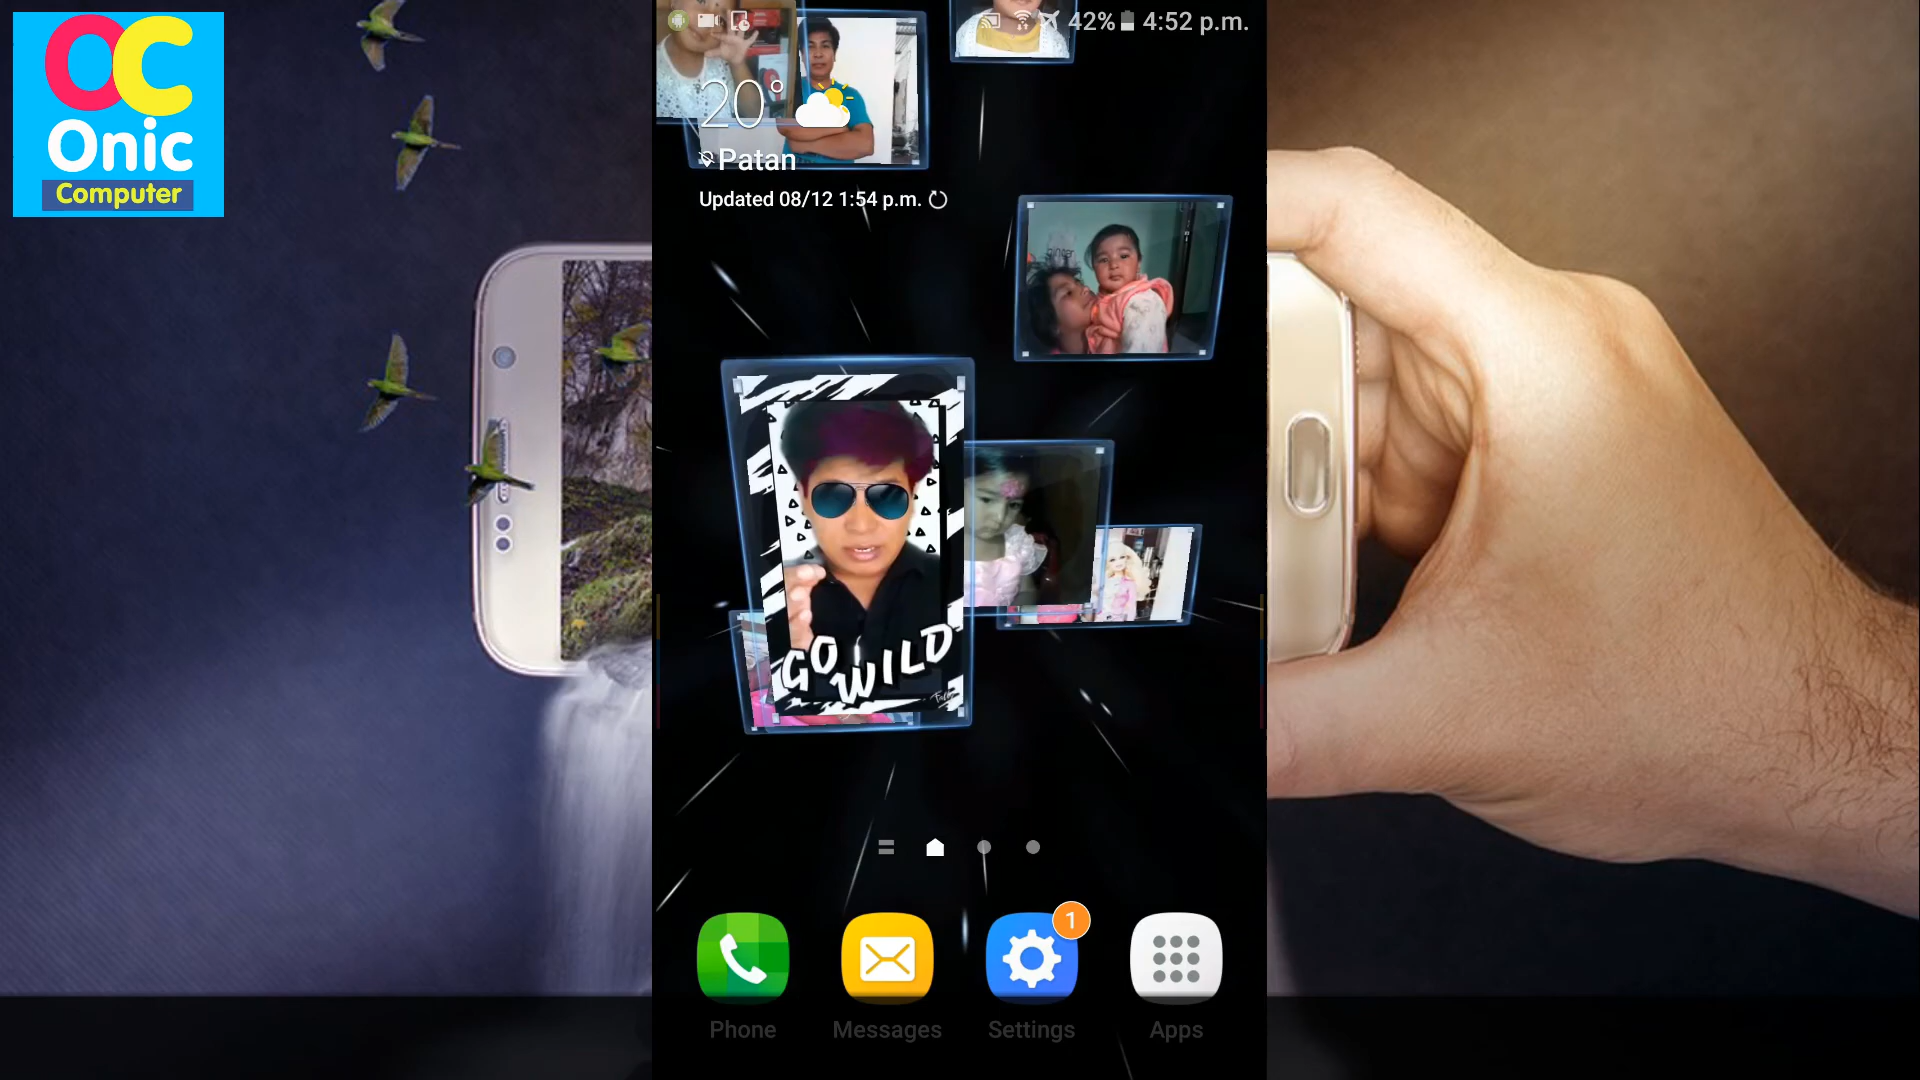 OC
Onic
Computer
42% 4:52 p.m.
20°
Patan
Updated 08/12 1:54 p.m.
GO WILD
1
Phone
Messages
Settings
Apps